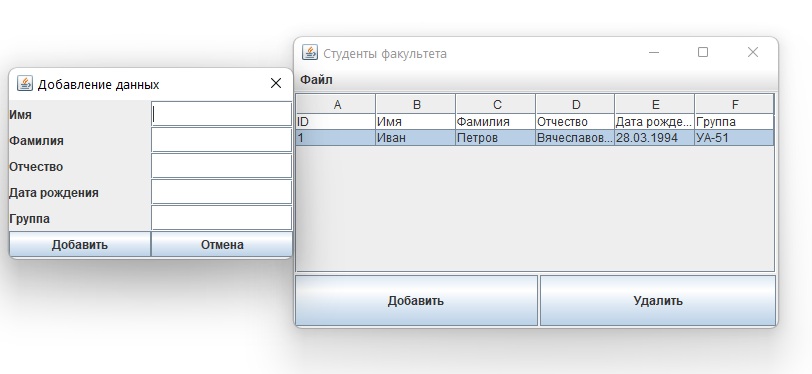 Добавление данных
Имя
Фамилия
Отчество
Дата рождения
Группа
Добавить Отмена
Студенты факультета
Файл
A B C D E F
ID Имя Фамилия Отчество Дата рожде... Группа
1 Иван Петров Вячеславов... 28.03.1994 УА-51
Добавить Удалить